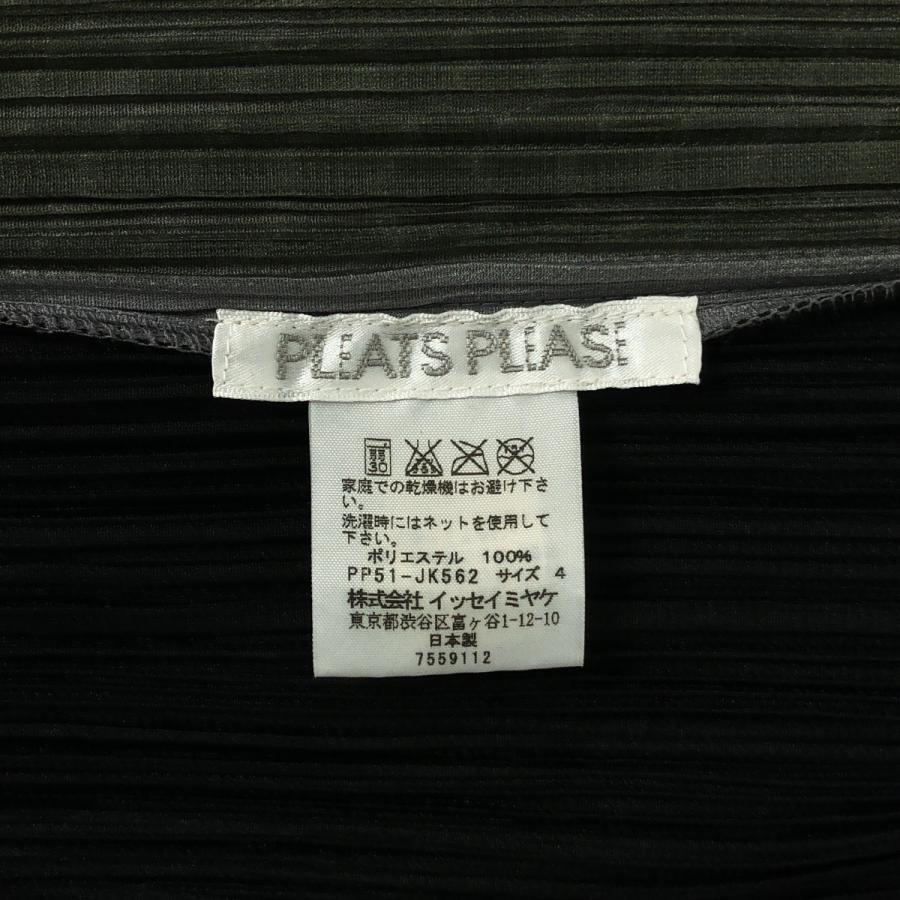 PLEATS PLEASE
弱
30
家庭での乾燥機はお避け下さ
い。
洗濯時にはネットを使用して
下さい。
ポリエステル 100%
PP51-JK562 サイズ 4
株式会社 イッセイミヤケ
東京都渋谷区富ヶ谷1-12-10
日本製
7559112